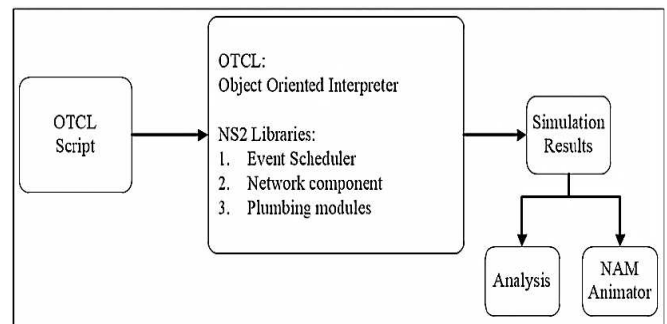 OTCL
Script
OTCL:
Object Oriented Interpreter
NS2 Libraries:
1. Event Scheduler
2. Network component
3. Plumbing modules
Simulation
Results
Analysis
NAM
Animator